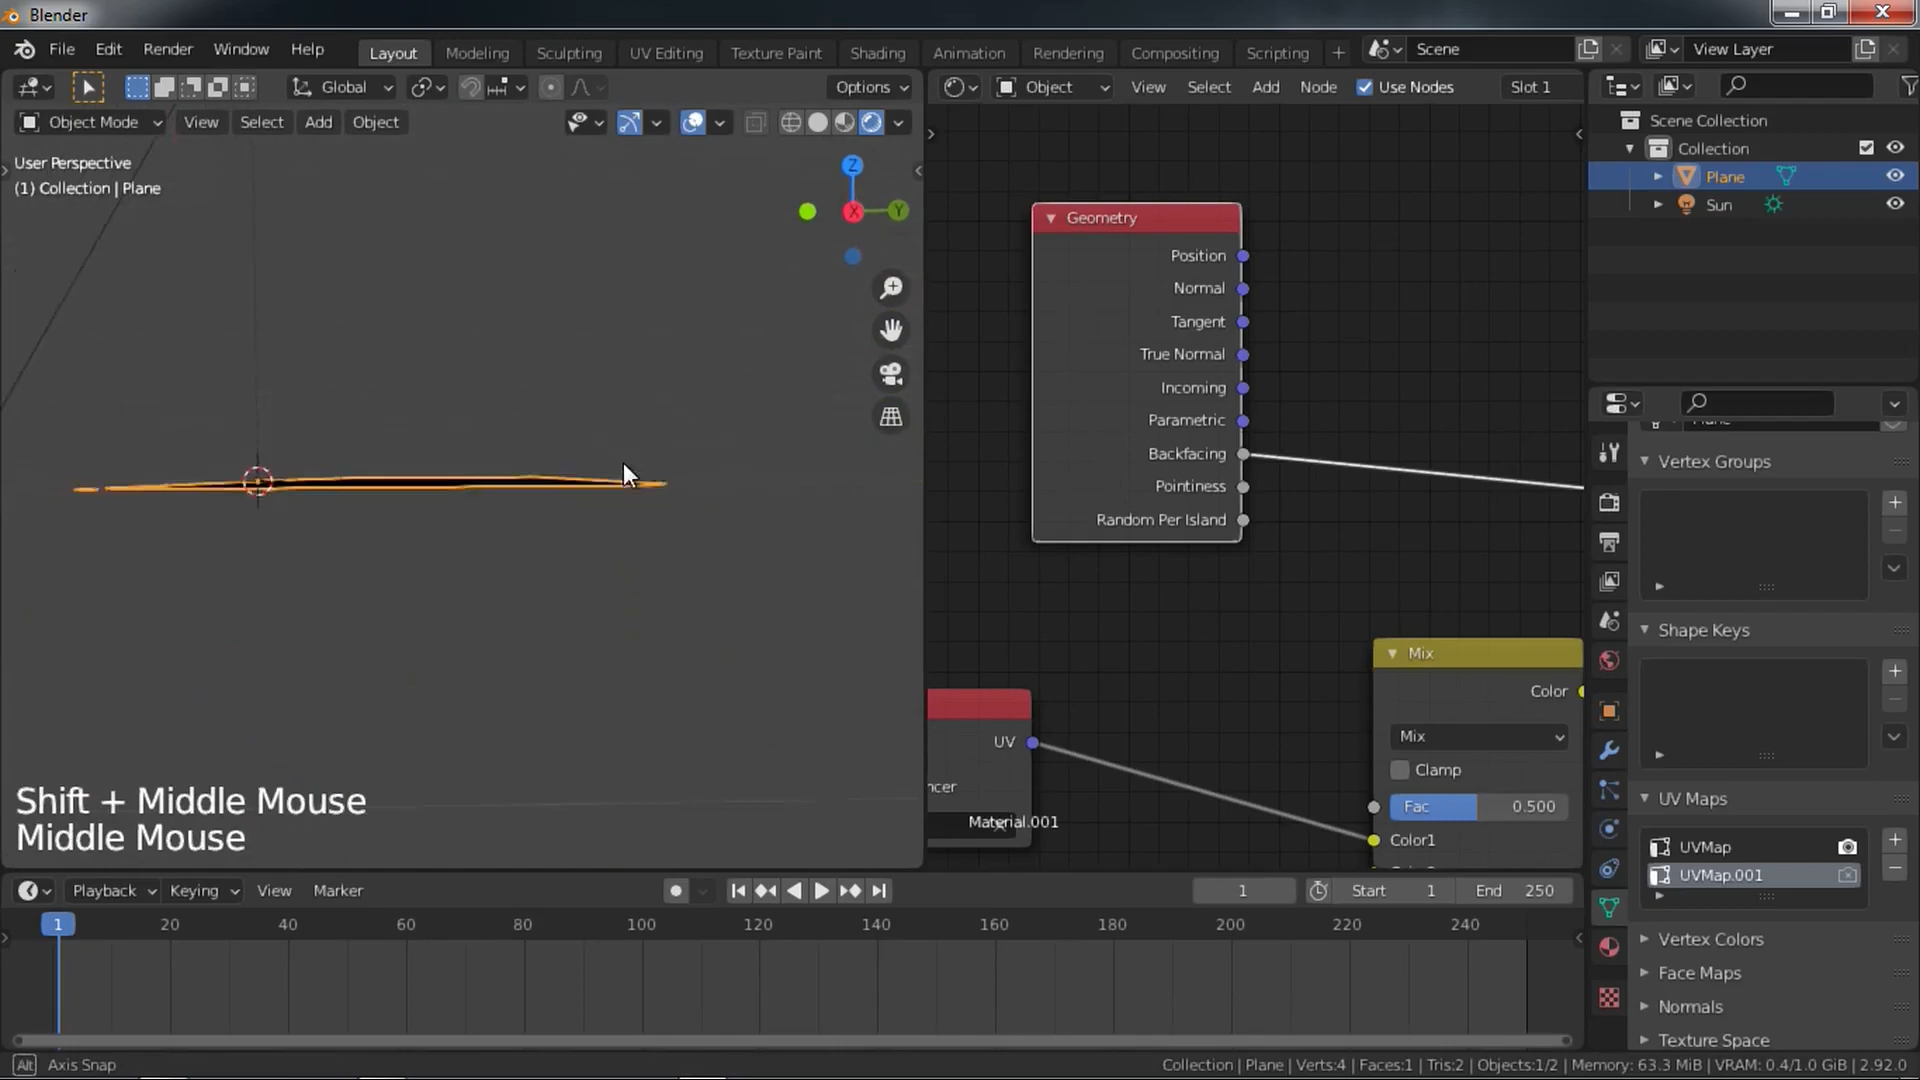 Blender
File Edit Render Window Help
Layout Modeling Sculpting UV Editing Texture Paint Shading Animation Rendering Compositing Scripting +
Scene
View Layer
Global
Options
Object
View Select Add Node
Use Nodes
Slot 1
Object Mode
View Select Add Object
User Perspective
(1) Collection | Plane
Z
X
Y
Scene Collection
Collection
Plane
Sun
Geometry
Position
Normal
Tangent
True Normal
Incoming
Parametric
Backfacing
Pointiness
Random Per Island
Mix
Color
Mix
Clamp
Fac 0.500
Color1
UV
ncer
Material.001
Vertex Groups
Shape Keys
UV Maps
UVMap
UVMap.001
Vertex Colors
Face Maps
Normals
Texture Space
Shift + Middle Mouse
Middle Mouse
Playback Keying View Marker
1
Start 1
End 250
1 20 40 60 80 100 120 140 160 180 200 220 240
Alt Axis Snap
Collection | Plane | Verts:4 | Faces:1 | Tris:2 | Objects:1/2 | Memory: 63.3 MiB | VRAM: 0.4/1.0 GiB | 2.92.0